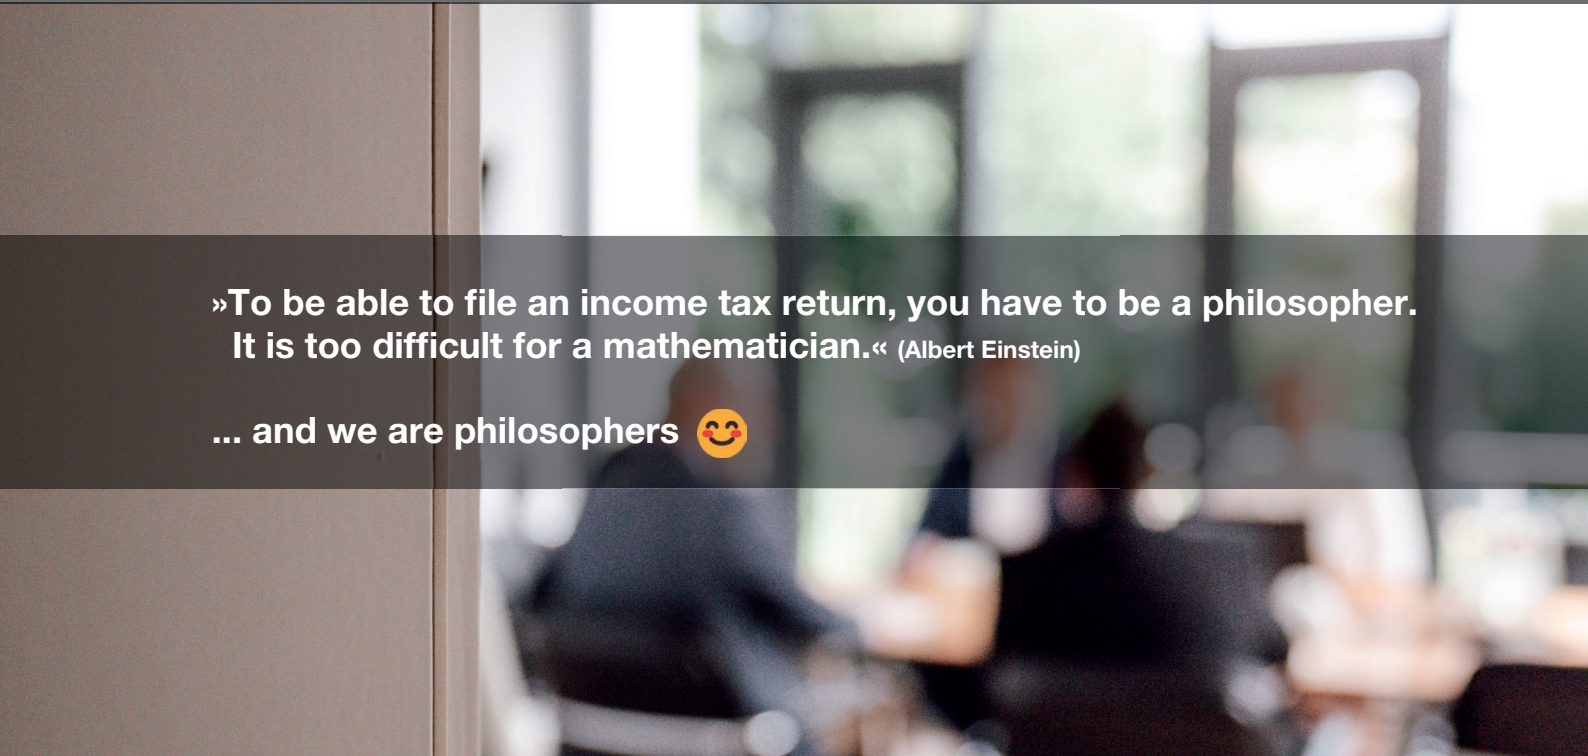 »To be able to file an income tax return, you have to be a philosopher.
It is too difficult for a mathematician.« (Albert Einstein)
... and we are philosophers 😊